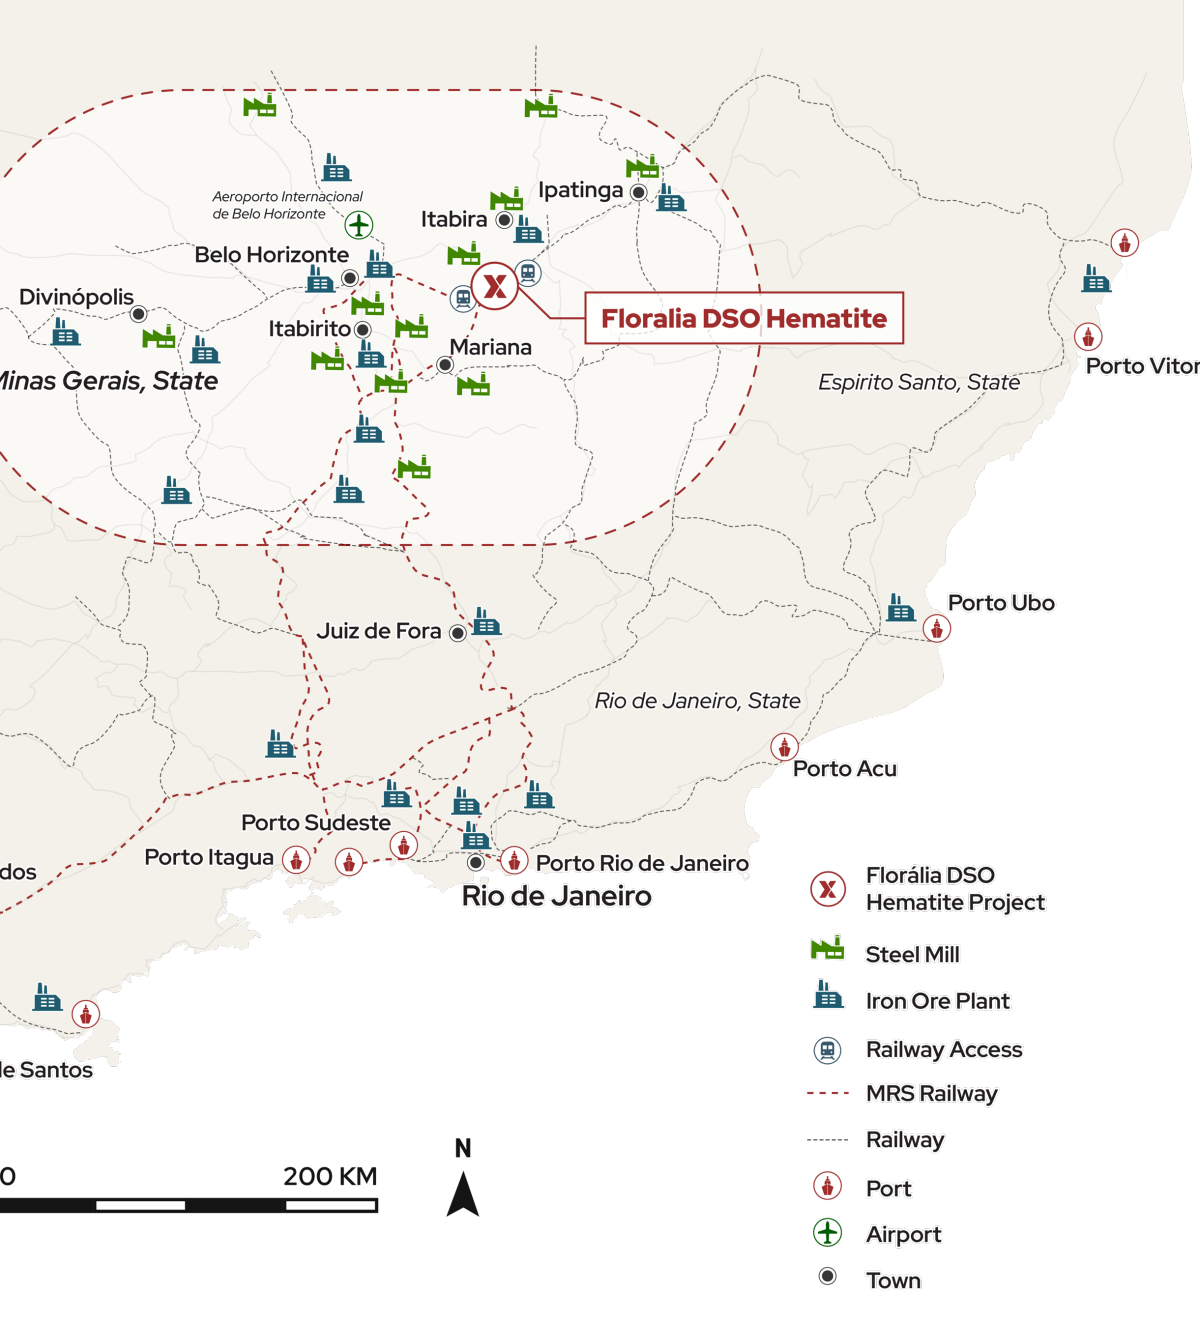 Aeroporto Internacional
de Belo Horizonte
Ipatinga
Itabira
Belo Horizonte
Divinópolis
Itabirito
Floralia DSO Hematite
Mariana
Minas Gerais, State
Espirito Santo, State
Porto Vitor
Porto Ubo
Juiz de Fora
Rio de Janeiro, State
Porto Acu
Porto Sudeste
Porto Itagua
Porto Rio de Janeiro
dos
Rio de Janeiro
Florália DSO
Hematite Project
Steel Mill
Iron Ore Plant
Railway Access
de Santos
MRS Railway
Railway
N
0 200 KM
Port
Airport
Town